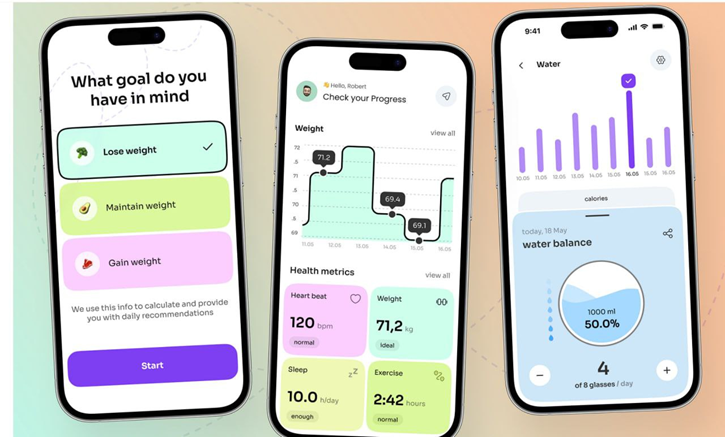 What goal do you
have in mind
Lose weight
Maintain weight
Gain weight
We use this info to calculate and provide
you with daily recommendations
Start
Hello, Robert
Check your Progress
Weight
view all
72
71.2
.5
71
.5
69.4
70
.5
69.1
69
11.05 12.05 13.05 14.05 15.05 16.05
Health metrics
view all
Heart beat
120 bpm
normal
Weight
71,2 kg
Ideal
Sleep
zZ
10.0 h/day
enough
Exercise
2:42 hours
normal
9:41
Water
10.05 11.05 12.05 13.05 14.05 15.05 16.05 15.05 16.05
calories
today, 18 May
water balance
1000 ml
50.0%
4
of 8 glasses / day